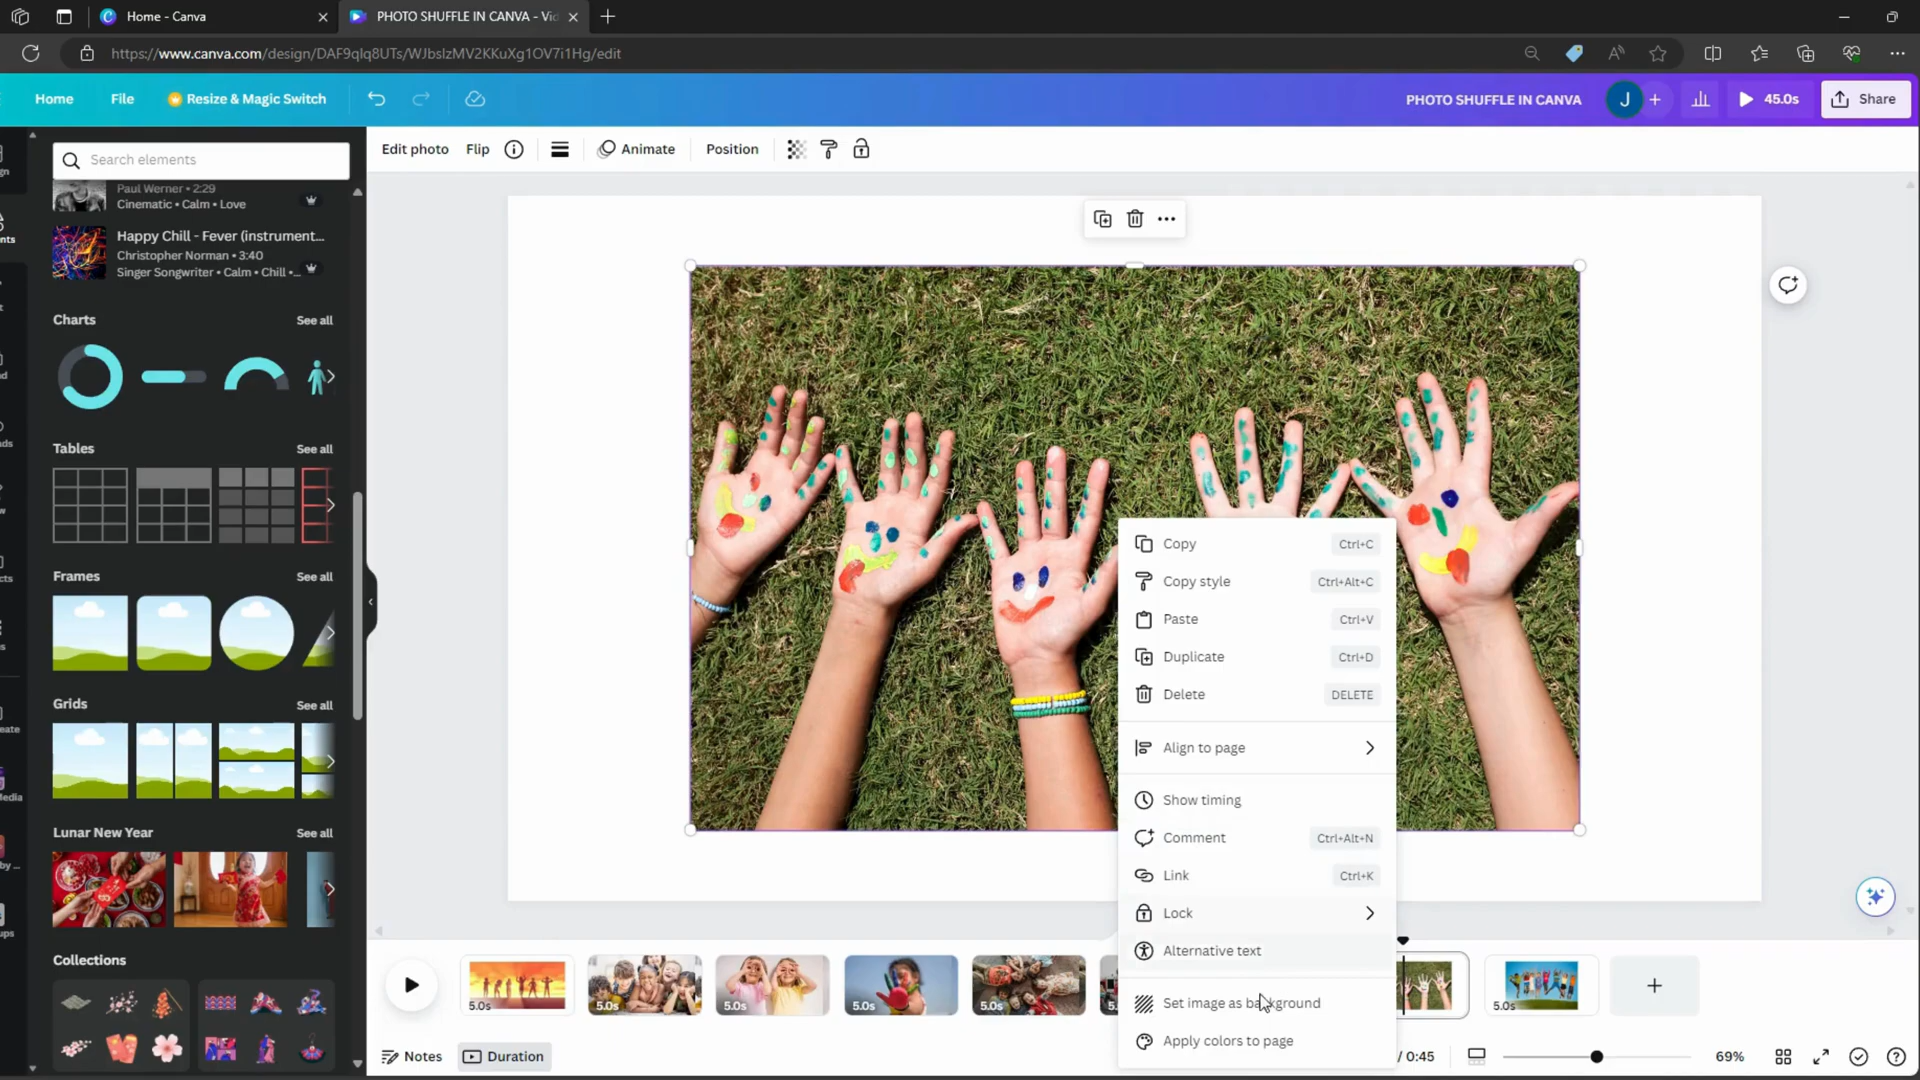 Home - Canva
PHOTO SHUFFLE IN CANVA - Vid
https://www.canva.com/design/DAF9qlq8UTs/WJbslzMV2KKuXg1OV7i1Hg/edit
Home
File
Resize & Magic Switch
PHOTO SHUFFLE IN CANVA
J
45.0s
Share
Search elements
Edit photo
Flip
Animate
Position
Paul Werner • 2:29
Cinematic • Calm • Love
Happy Chill - Fever (instrument...
Christopher Norman • 3:40
Singer Songwriter • Calm • Chill •...
Charts
See all
Tables
See all
Frames
See all
Grids
See all
Lunar New Year
See all
Collections
Copy
Ctrl+C
Copy style
Ctrl+Alt+C
Paste
Ctrl+V
Duplicate
Ctrl+D
Delete
DELETE
Align to page
Show timing
Comment
Ctrl+Alt+N
Link
Ctrl+K
Lock
Alternative text
Set image as background
Apply colors to page
5.0s
5.0s
5.0s
5.0s
5.0s
5.0s
Notes
Duration
/ 0:45
69%